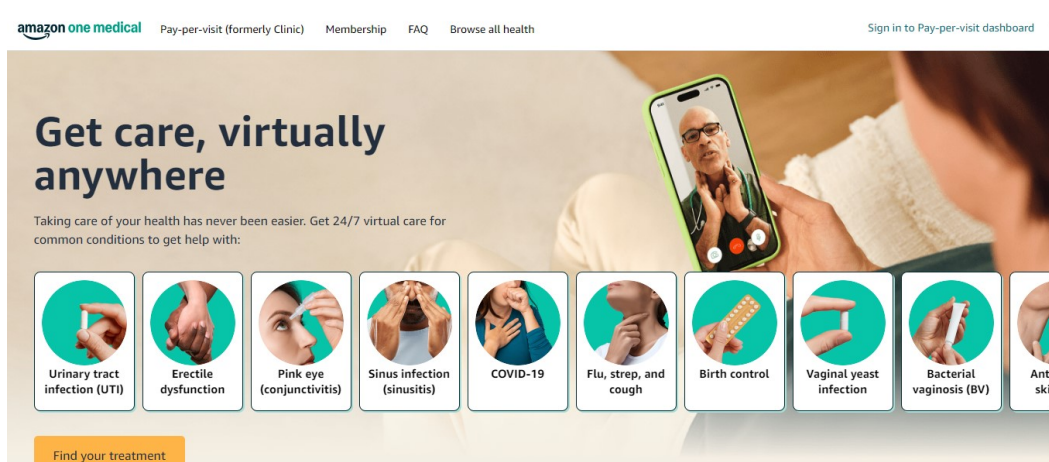 amazon one medical
Pay-per-visit (formerly Clinic)
Membership
FAQ
Browse all health
Sign in to Pay-per-visit dashboard
Get care, virtually
anywhere
Taking care of your health has never been easier. Get 24/7 virtual care for
common conditions to get help with:
Urinary tract
infection (UTI)
Erectile
dysfunction
Pink eye
(conjunctivitis)
Sinus infection
(sinusitis)
COVID-19
Flu, strep, and
cough
Birth control
Vaginal yeast
infection
Bacterial
vaginosis (BV)
Ant
ski
Find your treatment